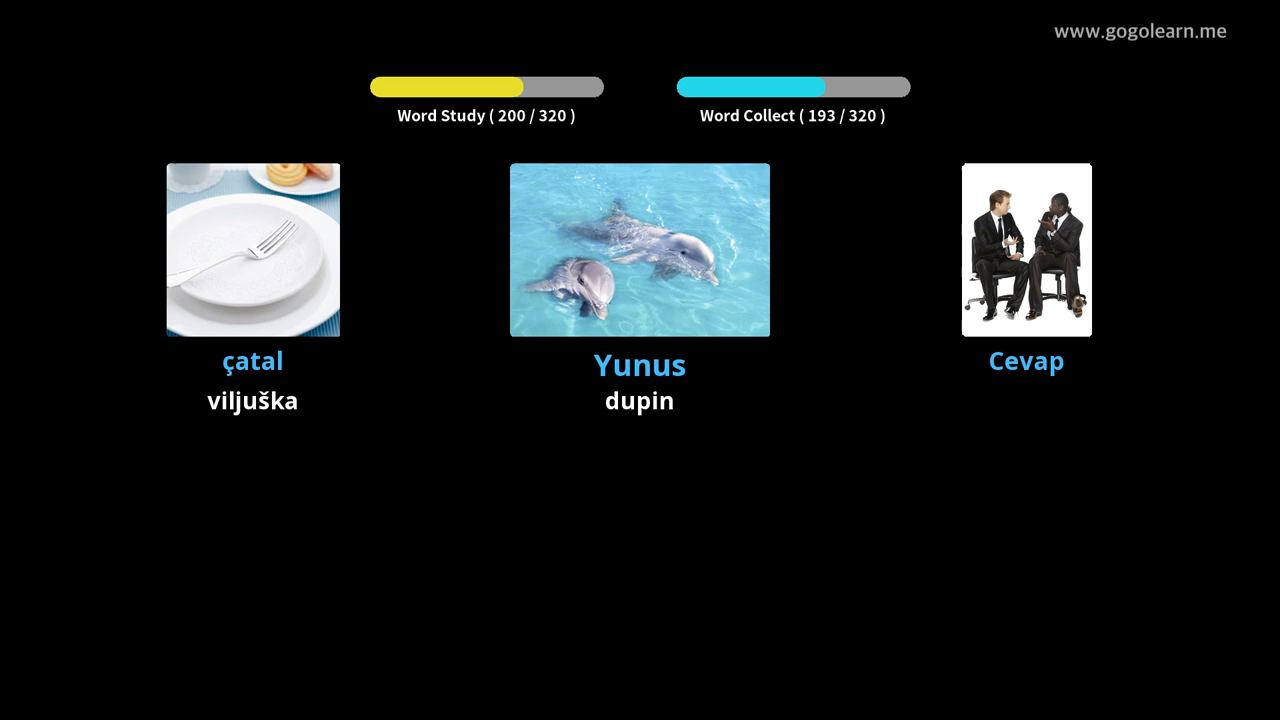 www.gogolearn.me
Word Study ( 200 / 320 )
Word Collect ( 193 / 320 )
çatal
viljuška
Yunus
dupin
Cevap